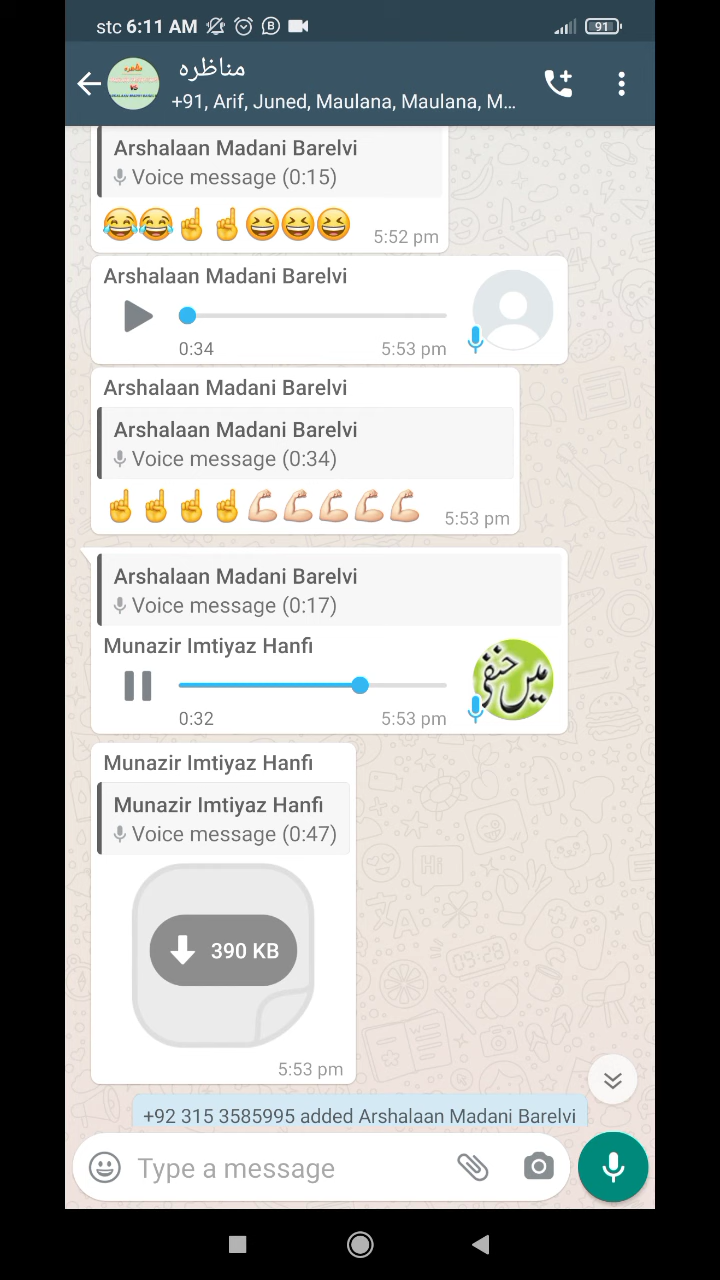 stc 6:11 AM
91
مناظرہ
+91, Arif, Juned, Maulana, Maulana, M...
Arshalaan Madani Barelvi
Voice message (0:15)
😂😂☝☝😆😆😆
5:52 pm
Arshalaan Madani Barelvi
0:34 5:53 pm
Arshalaan Madani Barelvi
Arshalaan Madani Barelvi
Voice message (0:34)
☝☝☝☝💪🏻💪🏻💪🏻💪🏻💪🏻
5:53 pm
Arshalaan Madani Barelvi
Voice message (0:17)
Munazir Imtiyaz Hanfi
میں حنفی
0:32 5:53 pm
Munazir Imtiyaz Hanfi
Munazir Imtiyaz Hanfi
Voice message (0:47)
390 KB
5:53 pm
+92 315 3585995 added Arshalaan Madani Barelvi
Type a message